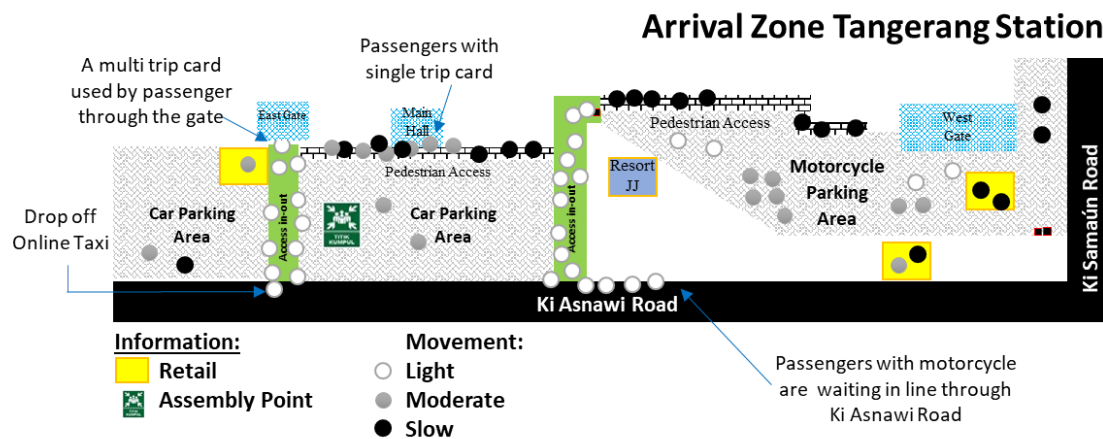 Arrival Zone Tangerang Station
Passengers with
single trip card
A multi trip card
used by passenger
through the gate
East Gate
Main
Hall
Pedestrian Access
Pedestrian Access
West
Gate
Resort
JJ
Motorcycle
Parking
Area
Drop off
Online Taxi
Car Parking
Area
Access in-out
TITIK
KUMPUL
Car Parking
Area
Access in-out
Ki Samaún Road
Ki Asnawi Road
Information:
Retail
TITIK
KUMPUL
Assembly Point
Movement:
Light
Moderate
Slow
Passengers with motorcycle
are waiting in line through
Ki Asnawi Road